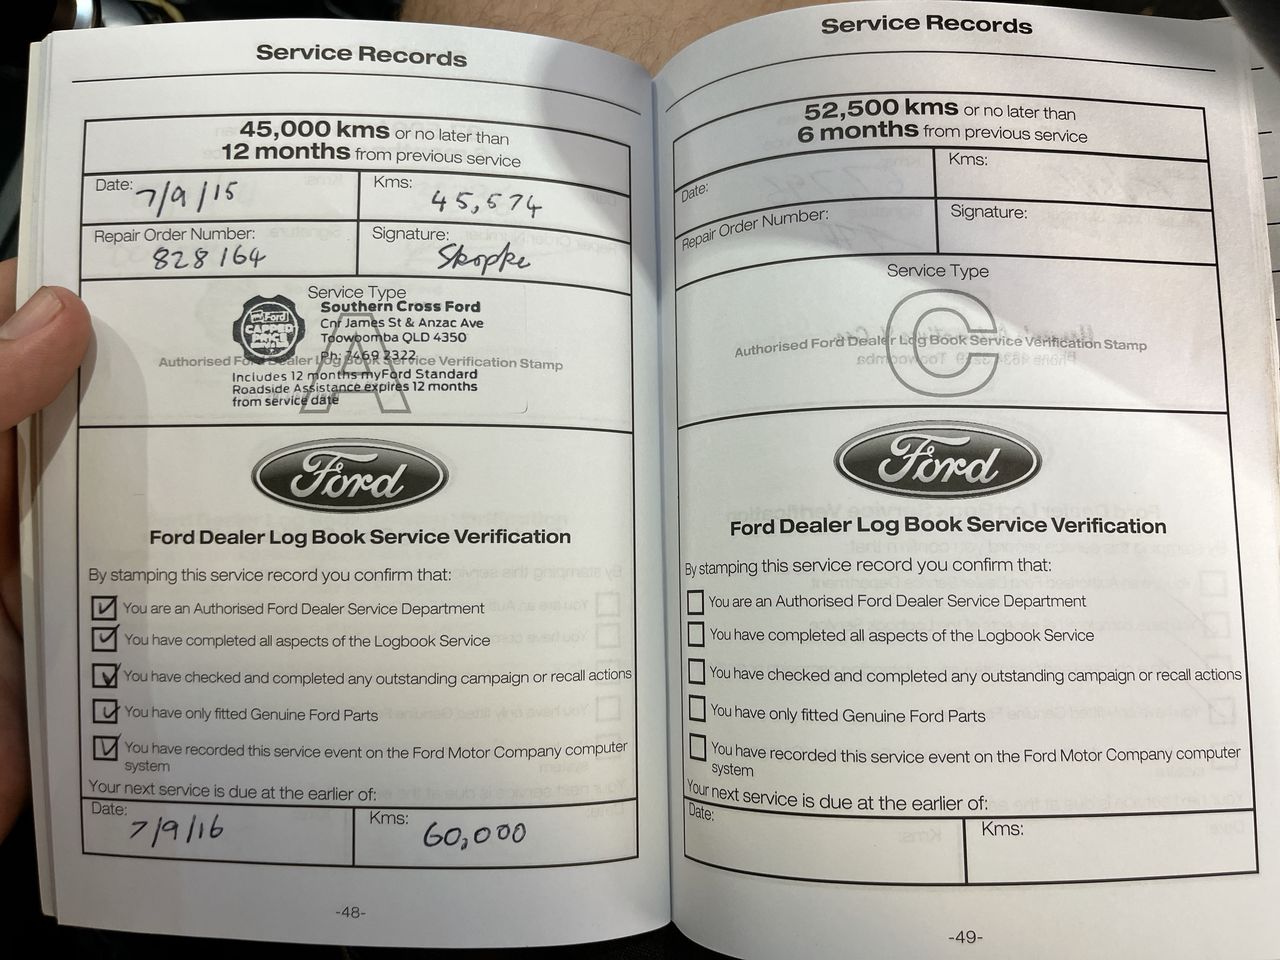 Service Records
45,000 kms or no later than
12 months from previous service
Date: 7/9/15
Kms: 45,574
Repair Order Number: 828164
Signature: Skopke
Service Type
A
myFord
CAPPED
PRICE
Southern Cross Ford
Cnr James St & Anzac Ave
Toowoomba QLD 4350
Ph: 7469 2322
Authorised Ford Dealer Log Book Service Verification Stamp
Includes 12 months myFord Standard
Roadside Assistance expires 12 months
from service date
Ford
Ford Dealer Log Book Service Verification
By stamping this service record you confirm that:
You are an Authorised Ford Dealer Service Department
You have completed all aspects of the Logbook Service
You have checked and completed any outstanding campaign or recall actions
You have only fitted Genuine Ford Parts
You have recorded this service event on the Ford Motor Company computer
system
Your next service is due at the earlier of:
Date: 7/9/16
Kms: 60,000
-48-
Service Records
52,500 kms or no later than
6 months from previous service
Date:
Kms:
Repair Order Number:
Signature:
Service Type
C
Authorised Ford Dealer Log Book Service Verification Stamp
Ford
Ford Dealer Log Book Service Verification
By stamping this service record you confirm that:
You are an Authorised Ford Dealer Service Department
You have completed all aspects of the Logbook Service
You have checked and completed any outstanding campaign or recall actions
You have only fitted Genuine Ford Parts
You have recorded this service event on the Ford Motor Company computer
system
Your next service is due at the earlier of:
Date:
Kms:
-49-